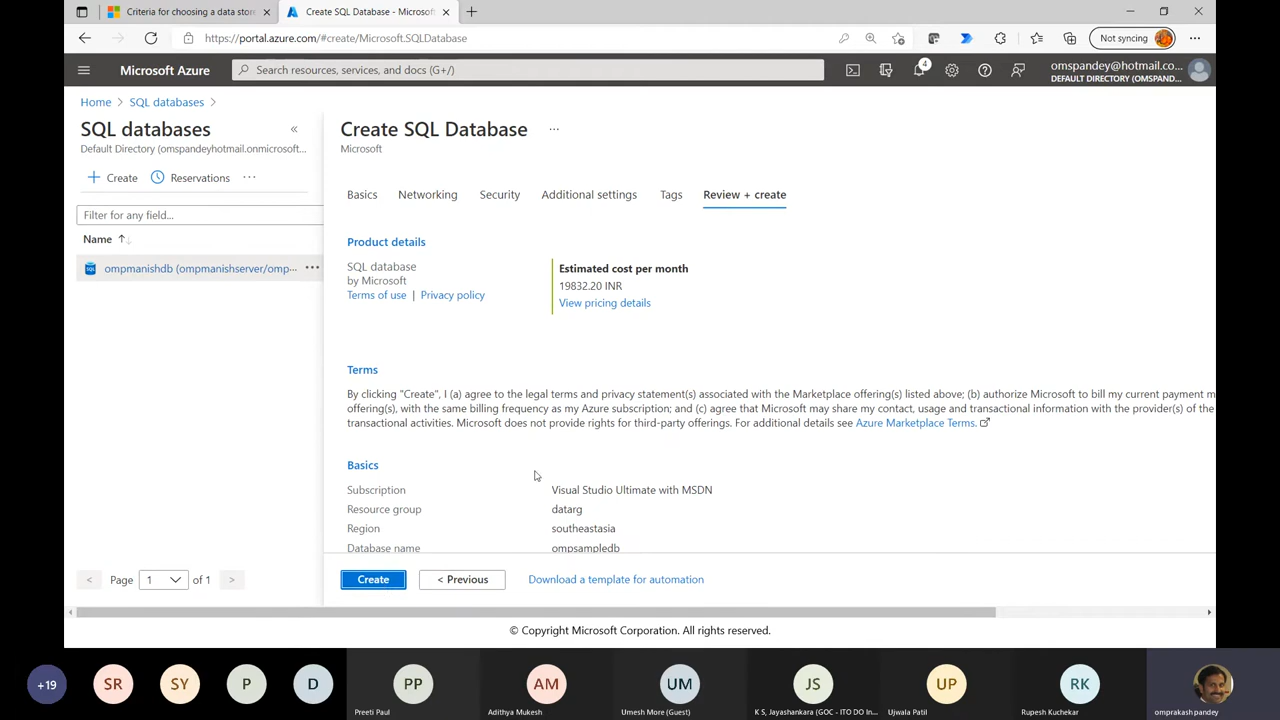 Criteria for choosing a data store
Create SQL Database - Microsoft
https://portal.azure.com/#create/Microsoft.SQLDatabase
Not syncing
Microsoft Azure
Search resources, services, and docs (G+/)
4
omspandey@hotmail.co...
DEFAULT DIRECTORY (OMSPAND...
Home > SQL databases >
SQL databases
Default Directory (omspandeyhotmail.onmicrosoft...
Create
Reservations
Filter for any field...
Name
SQL
ompmanishdb (ompmanishserver/omp...
< Page 1 of 1 >
Create SQL Database
Microsoft
Basics Networking Security Additional settings Tags Review + create
Product details
SQL database
by Microsoft
Terms of use | Privacy policy
Estimated cost per month
19832.20 INR
View pricing details
Terms
By clicking "Create", I (a) agree to the legal terms and privacy statement(s) associated with the Marketplace offering(s) listed above; (b) authorize Microsoft to bill my current payment m
offering(s), with the same billing frequency as my Azure subscription; and (c) agree that Microsoft may share my contact, usage and transactional information with the provider(s) of the
transactional activities. Microsoft does not provide rights for third-party offerings. For additional details see Azure Marketplace Terms.
Basics
Subscription Visual Studio Ultimate with MSDN
Resource group datarg
Region southeastasia
Database name ompsampledb
Create
< Previous
Download a template for automation
© Copyright Microsoft Corporation. All rights reserved.
+19 SR SY P D PP AM UM JS UP RK
Preeti Paul
Adithya Mukesh
Umesh More (Guest)
K S, Jayashankara (GOC - ITO DO In...
Ujwala Patil
Rupesh Kuchekar
omprakash pandey